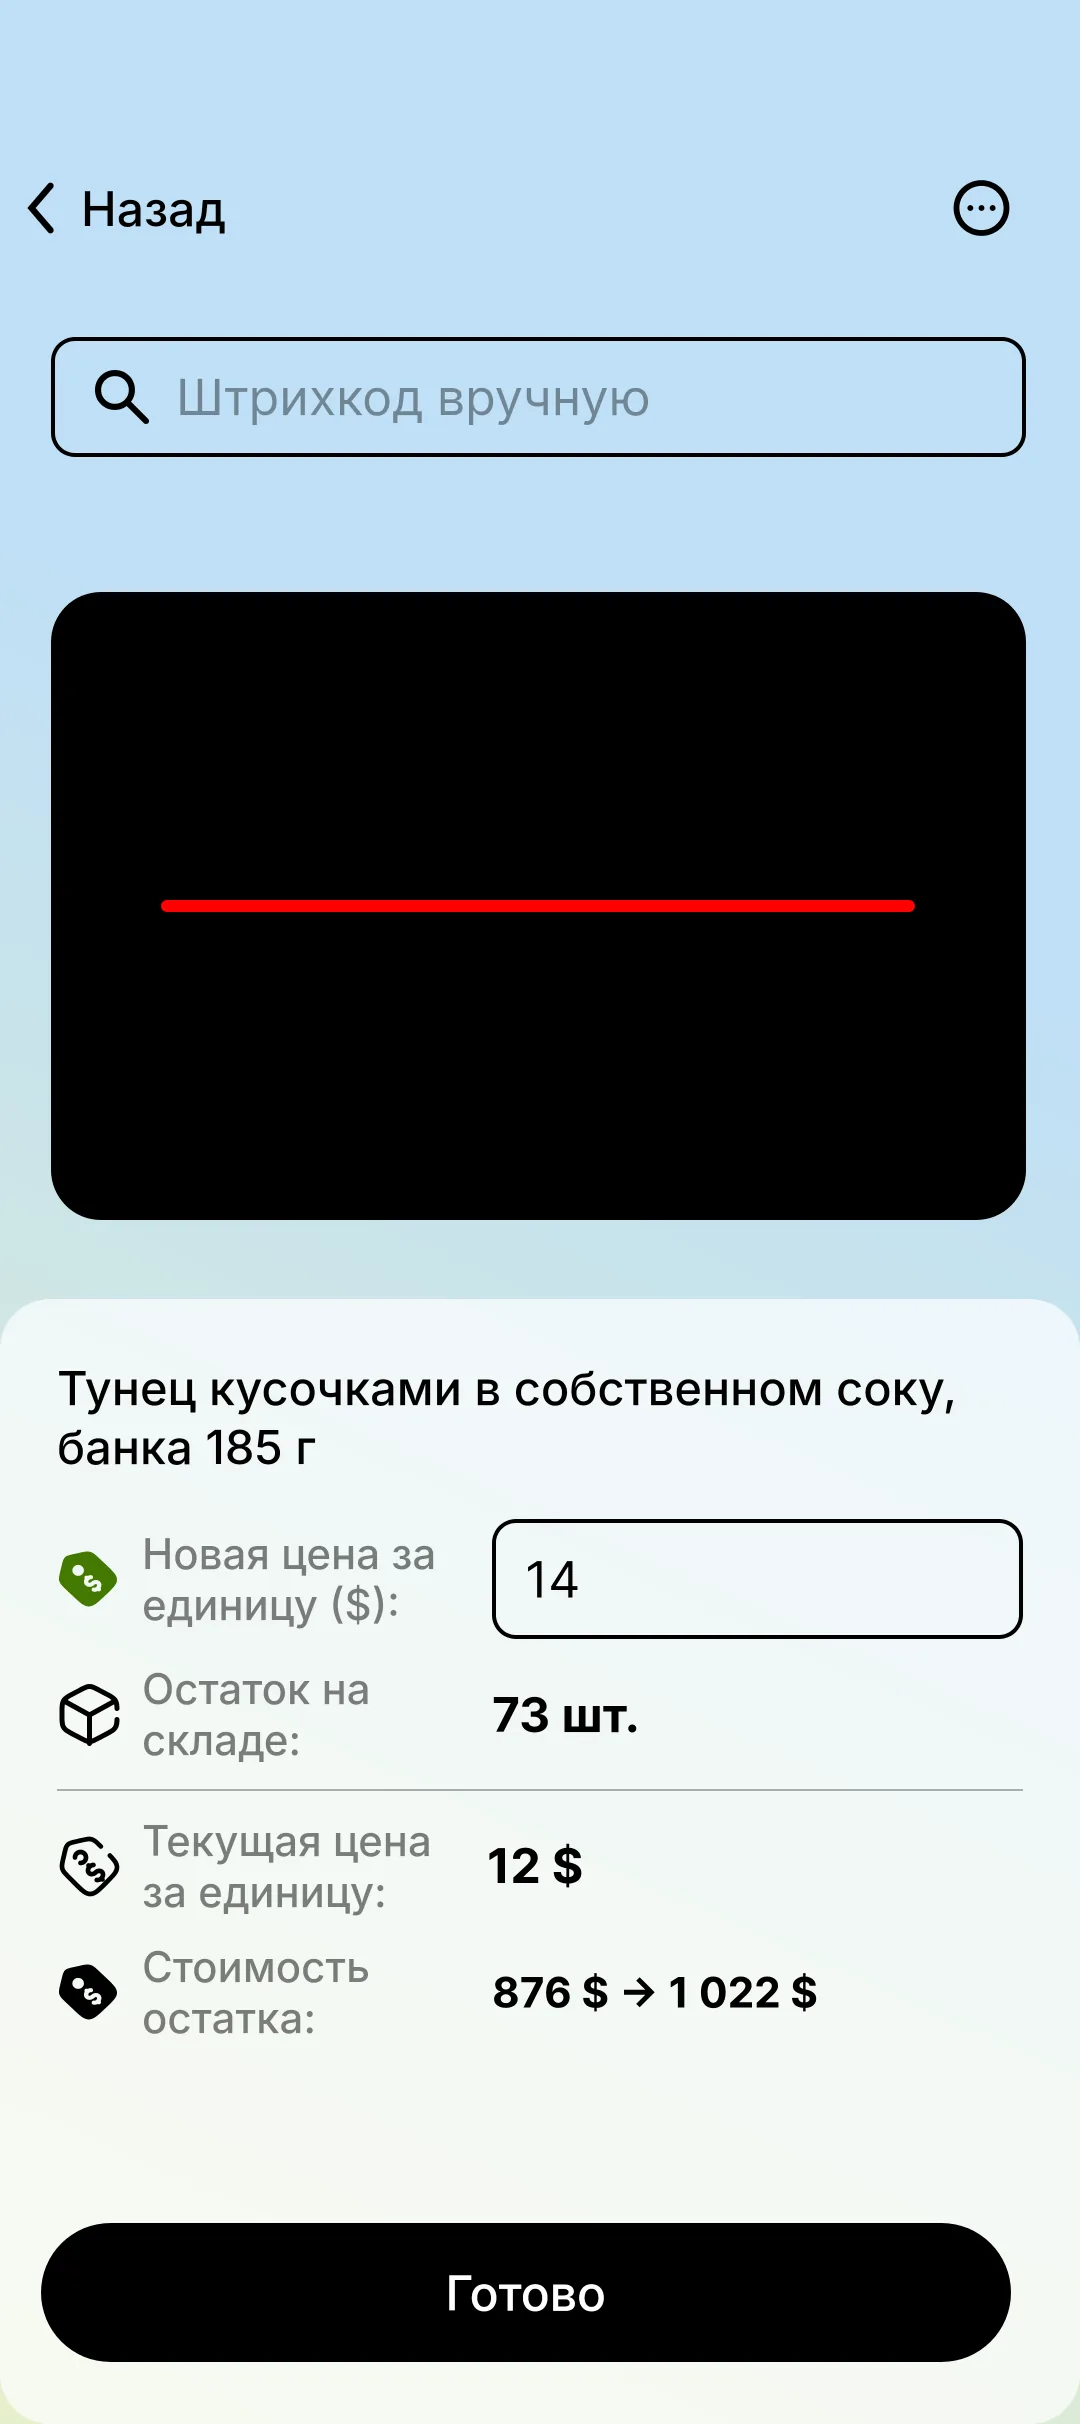 Назад
Штрихкод вручную
Тунец кусочками в собственном соку,
банка 185 г
Новая цена за
единицу ($):
14
Остаток на
складе:
73 шт.
Текущая цена
за единицу:
12 $
Стоимость
остатка:
876 $ → 1 022 $
Готово